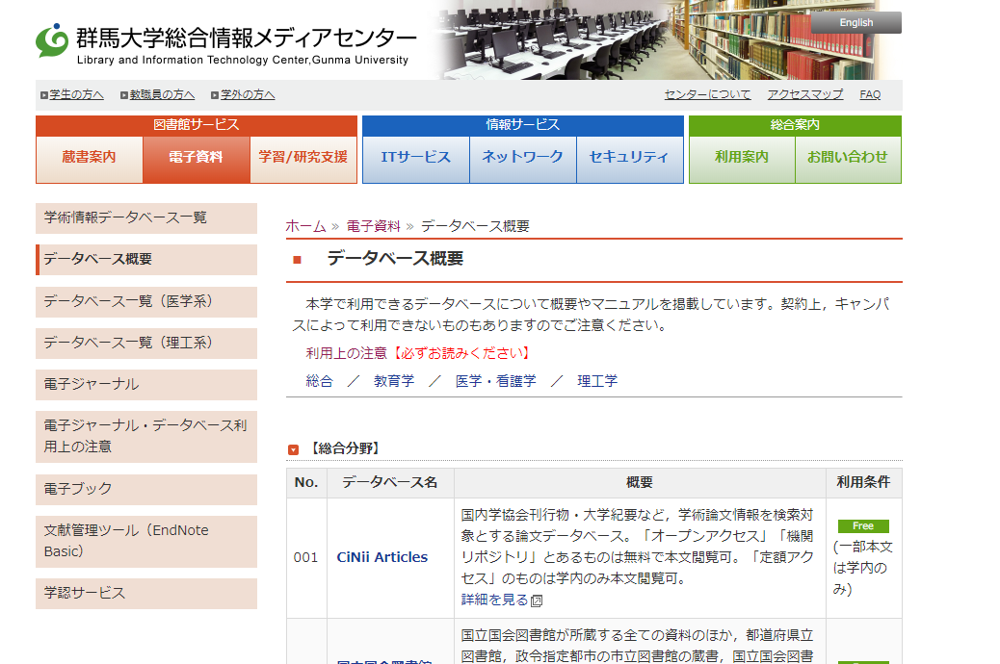 English
群馬大学総合情報メディアセンター
Library and Information Technology Center,Gunma University
学生の方へ 教職員の方へ 学外の方へ センターについて アクセスマップ FAQ
図書館サービス 情報サービス 総合案内
蔵書案内 電子資料 学習/研究支援 ITサービス ネットワーク セキュリティ 利用案内 お問い合わせ
学術情報データベース一覧
データベース概要
データベース一覧（医学系）
データベース一覧（理工系）
電子ジャーナル
電子ジャーナル・データベース利
用上の注意
電子ブック
文献管理ツール（EndNote
Basic）
学認サービス
ホーム » 電子資料 » データベース概要
データベース概要
本学で利用できるデータベースについて概要やマニュアルを掲載しています。契約上，キャンパ
スによって利用できないものもありますのでご注意ください。
利用上の注意【必ずお読みください】
総合 ／ 教育学 ／ 医学・看護学 ／ 理工学
【総合分野】
No. データベース名 概要 利用条件
001 CiNii Articles
国内学協会刊行物・大学紀要など，学術論文情報を検索対
象とする論文データベース。「オープンアクセス」「機関
リポジトリ」とあるものは無料で本文閲覧可。「定額アク
セス」のものは学内のみ本文閲覧可。
詳細を見る
Free
(一部本文
は学内の
み)
国立国会図書館が所蔵する全ての資料のほか，都道府県立
図書館，政令指定都市の市立図書館の蔵書，国立国会図書